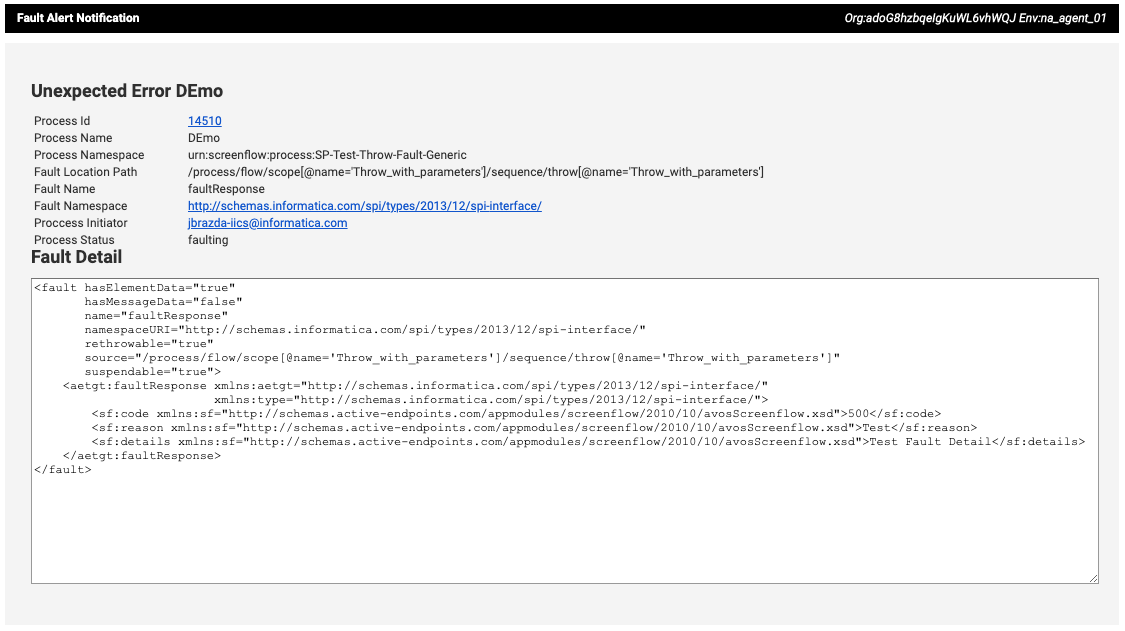 Fault Alert Notification Org:adoG8hzbqeIgKuWL6vhWQJ Env:na_agent_01
Unexpected Error DEmo
Process Id 14510
Process Name DEmo
Process Namespace urn:screenflow:process:SP-Test-Throw-Fault-Generic
Fault Location Path /process/flow/scope[@name='Throw_with_parameters']/sequence/throw[@name='Throw_with_parameters']
Fault Name faultResponse
Fault Namespace http://schemas.informatica.com/spi/types/2013/12/spi-interface/
Proccess Initiator jbrazda-iics@informatica.com
Process Status faulting
Fault Detail
<fault hasElementData="true"
hasMessageData="false"
name="faultResponse"
namespaceURI="http://schemas.informatica.com/spi/types/2013/12/spi-interface/"
rethrowable="true"
source="/process/flow/scope[@name='Throw_with_parameters']/sequence/throw[@name='Throw_with_parameters']"
suspendable="true">
<aetgt:faultResponse xmlns:aetgt="http://schemas.informatica.com/spi/types/2013/12/spi-interface/"
xmlns:type="http://schemas.informatica.com/spi/types/2013/12/spi-interface/">
<sf:code xmlns:sf="http://schemas.active-endpoints.com/appmodules/screenflow/2010/10/avosScreenflow.xsd">500</sf:code>
<sf:reason xmlns:sf="http://schemas.active-endpoints.com/appmodules/screenflow/2010/10/avosScreenflow.xsd">Test</sf:reason>
<sf:details xmlns:sf="http://schemas.active-endpoints.com/appmodules/screenflow/2010/10/avosScreenflow.xsd">Test Fault Detail</sf:details>
</aetgt:faultResponse>
</fault>